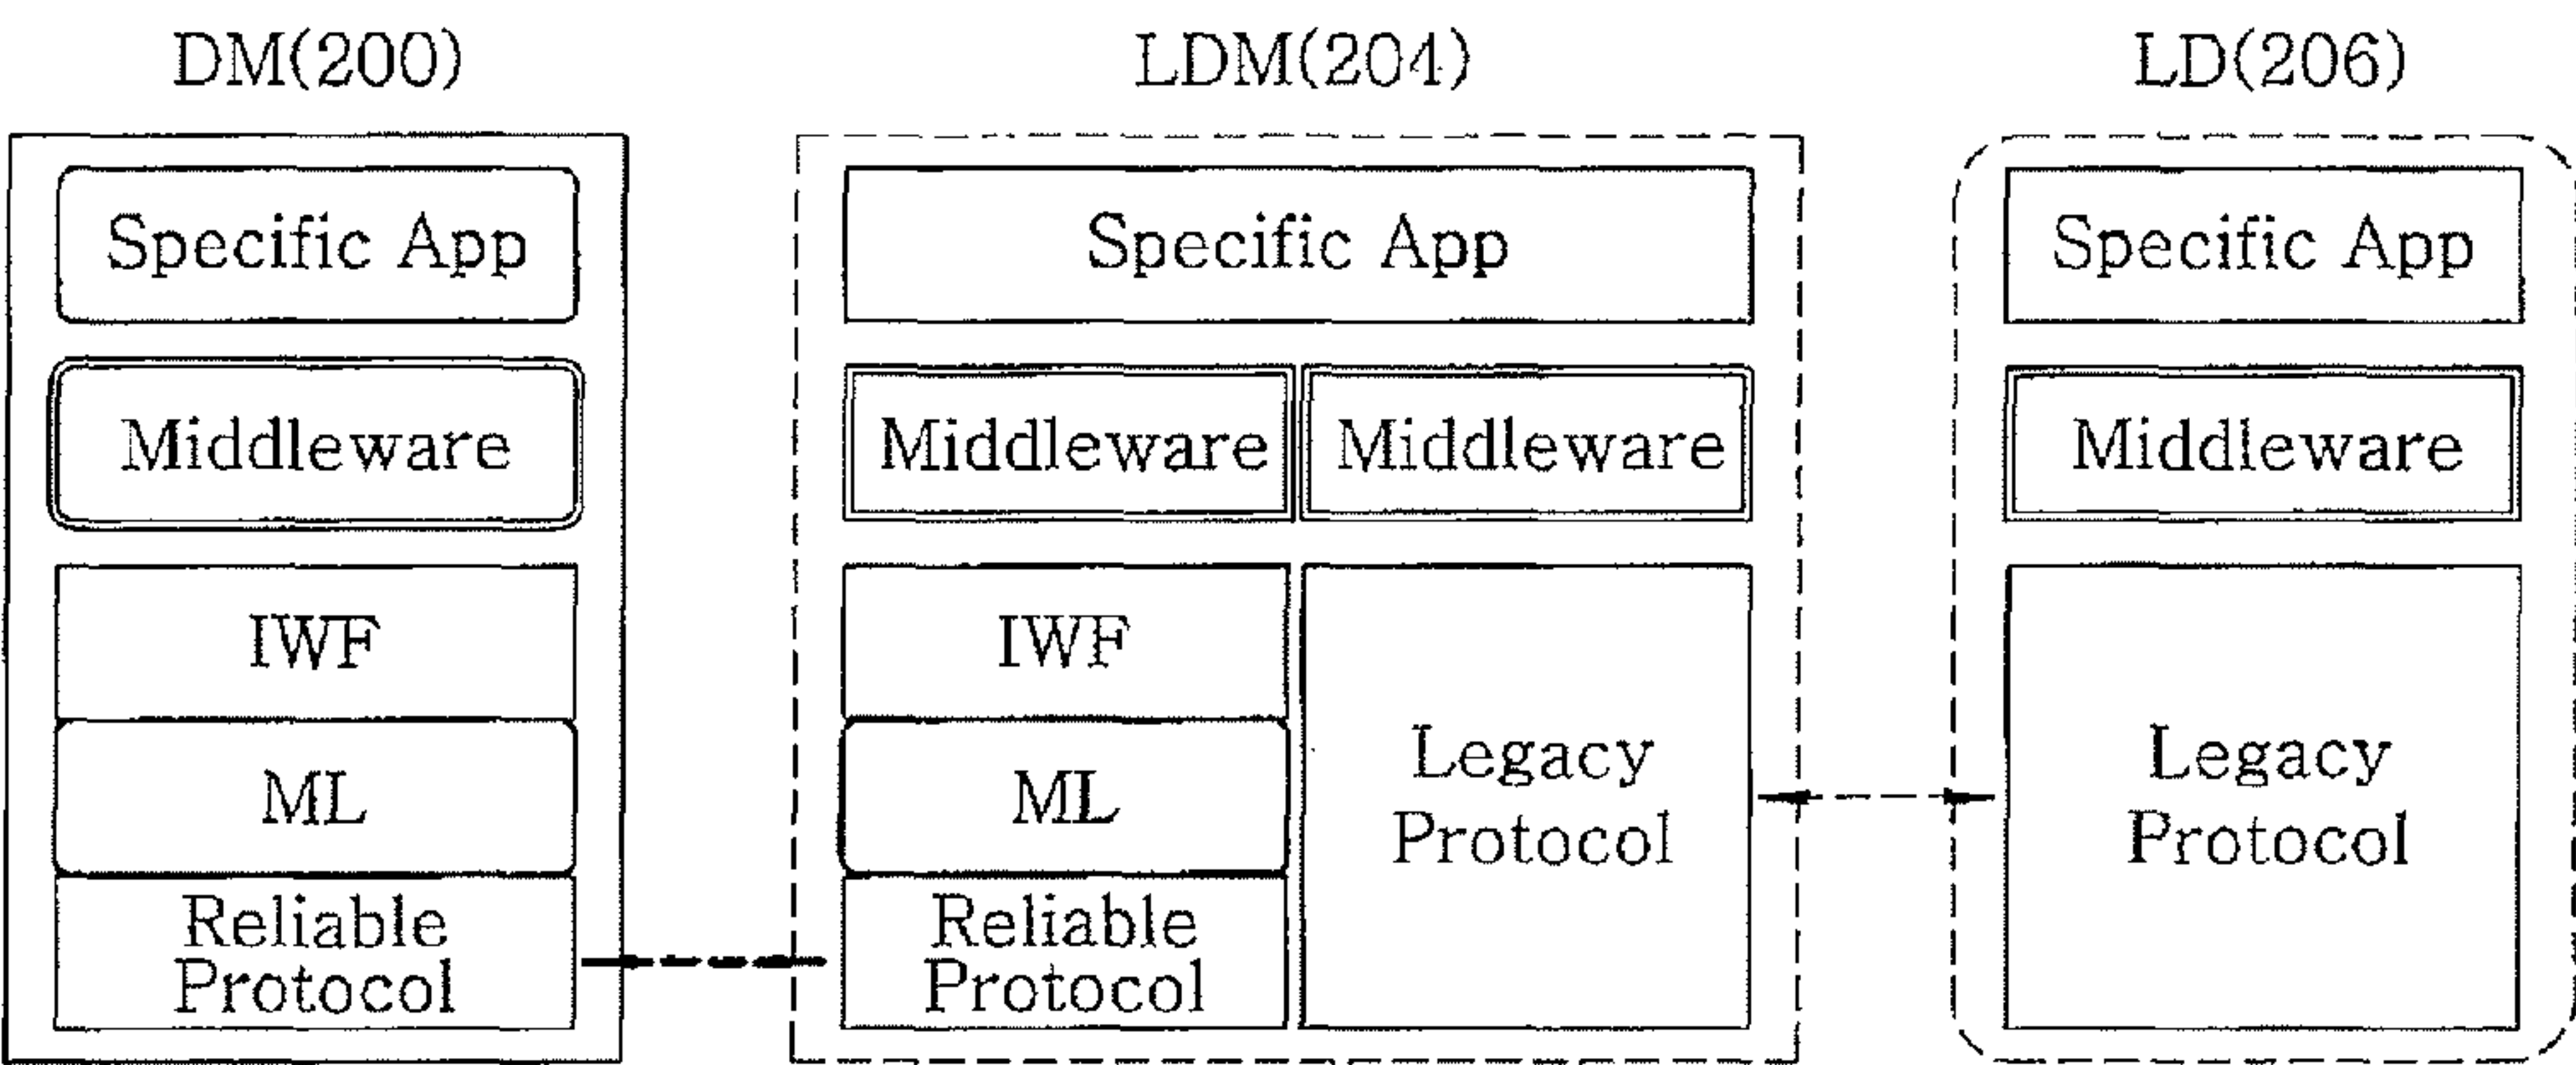 DM(200)
Specific App
Middleware
IWF
ML
Reliable
Protocol
LDM(204)
Specific App
Middleware
Middleware
IWF
ML
Reliable
Protocol
Legacy
Protocol
LD(206)
Specific App
Middleware
Legacy
Protocol